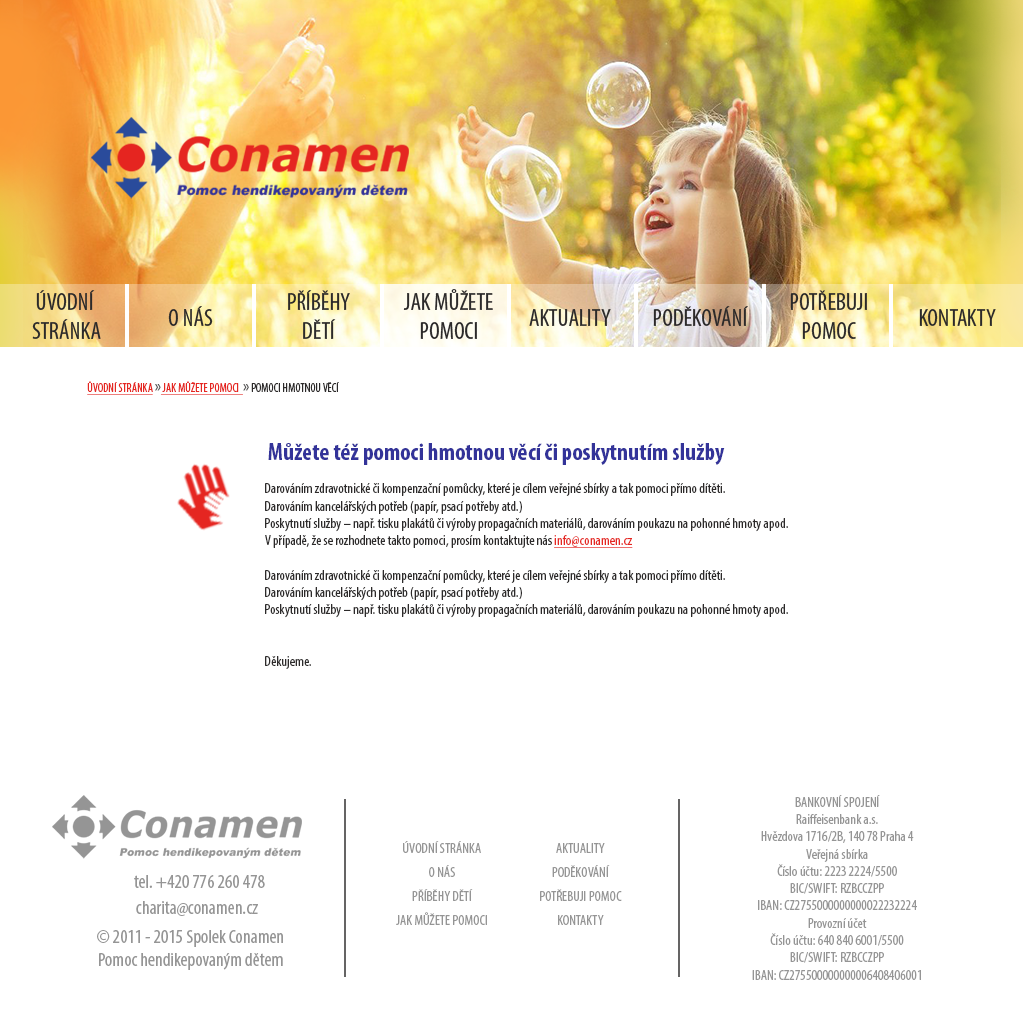 Conamen
Pomoc hendikepovaným dětem
ÚVODNÍ STRÁNKA
O NÁS
PŘÍBĚHY DĚTÍ
JAK MŮŽETE POMOCI
AKTUALITY
PODĚKOVÁNÍ
POTŘEBUJI POMOC
KONTAKTY
ÚVODNÍ STRÁNKA » JAK MŮŽETE POMOCI » POMOCI HMOTNOU VĚCÍ
Můžete též pomoci hmotnou věcí či poskytnutím služby
Darováním zdravotnické či kompenzační pomůcky, které je cílem veřejné sbírky a tak pomoci přímo dítěti.
Darováním kancelářských potřeb (papír, psací potřeby atd.)
Poskytnutí služby – např. tisku plakátů či výroby propagačních materiálů, darováním poukazu na pohonné hmoty apod.
V případě, že se rozhodnete takto pomoci, prosím kontaktujte nás info@conamen.cz
Darováním zdravotnické či kompenzační pomůcky, které je cílem veřejné sbírky a tak pomoci přímo dítěti.
Darováním kancelářských potřeb (papír, psací potřeby atd.)
Poskytnutí služby – např. tisku plakátů či výroby propagačních materiálů, darováním poukazu na pohonné hmoty apod.
Děkujeme.
Conamen
Pomoc hendikepovaným dětem
tel. +420 776 260 478
charita@conamen.cz
© 2011 - 2015 Spolek Conamen
Pomoc hendikepovaným dětem
ÚVODNÍ STRÁNKA
O NÁS
PŘÍBĚHY DĚTÍ
JAK MŮŽETE POMOCI
AKTUALITY
PODĚKOVÁNÍ
POTŘEBUJI POMOC
KONTAKTY
BANKOVNÍ SPOJENÍ
Raiffeisenbank a.s.
Hvězdova 1716/2B, 140 78 Praha 4
Veřejná sbírka
Číslo účtu: 2223 2224/5500
BIC/SWIFT: RZBCCZPP
IBAN: CZ2755000000000022232224
Provozní účet
Číslo účtu: 640 840 6001/5500
BIC/SWIFT: RZBCCZPP
IBAN: CZ2755000000006408406001